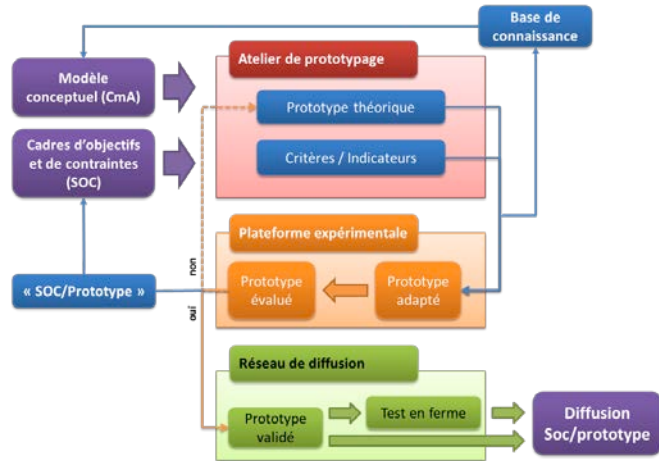 Base de
connaissance
Atelier de prototypage
Modèle
conceptuel (CmA)
Prototype théorique
Cadres d'objectifs
et de contraintes
(SOC)
Critères / Indicateurs
Plateforme expérimentale
non
« SOC/Prototype »
Prototype
évalué
Prototype
adapté
oui
Réseau de diffusion
Test en ferme
Prototype
validé
Diffusion
Soc/prototype